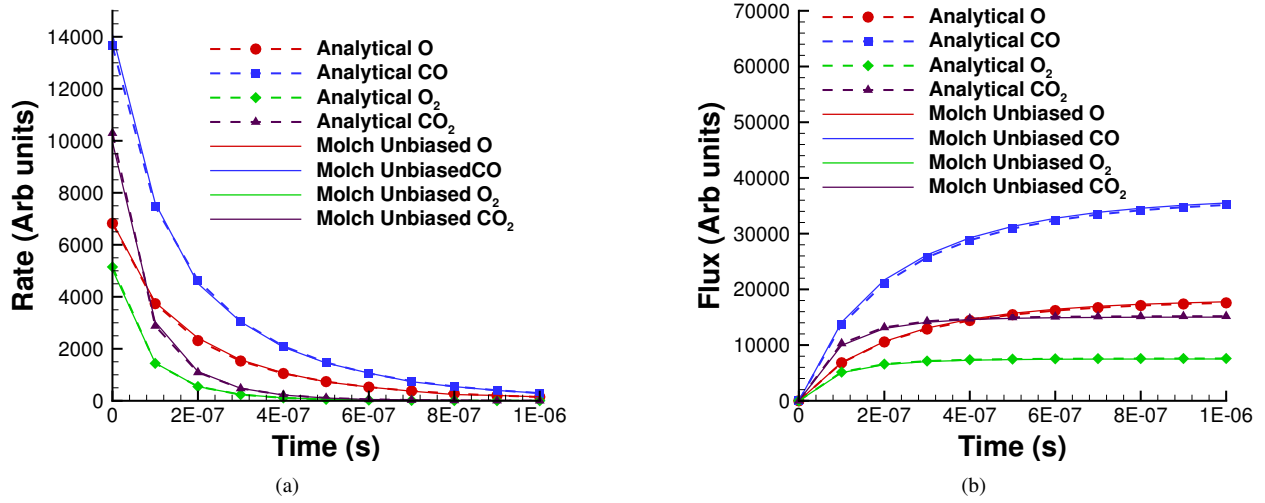 14000
12000
10000
8000
6000
4000
2000
0
Rate (Arb units)
Analytical O
Analytical CO
Analytical O₂
Analytical CO₂
Molch Unbiased O
Molch UnbiasedCO
Molch Unbiased O₂
Molch Unbiased CO₂
0 2E-07 4E-07 6E-07 8E-07 1E-06
Time (s)
(a)
70000
60000
50000
40000
30000
20000
10000
0
Flux (Arb units)
Analytical O
Analytical CO
Analytical O₂
Analytical CO₂
Molch Unbiased O
Molch Unbiased CO
Molch Unbiased O₂
Molch Unbiased CO₂
0 2E-07 4E-07 6E-07 8E-07 1E-06
Time (s)
(b)